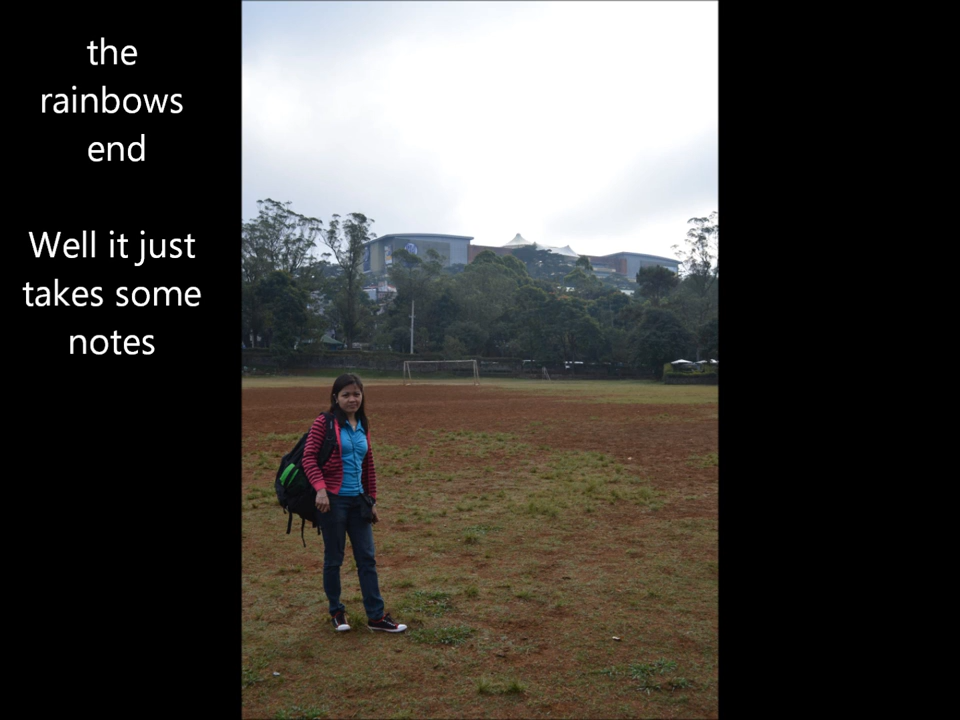 the
rainbows
end
Well it just
takes some
notes